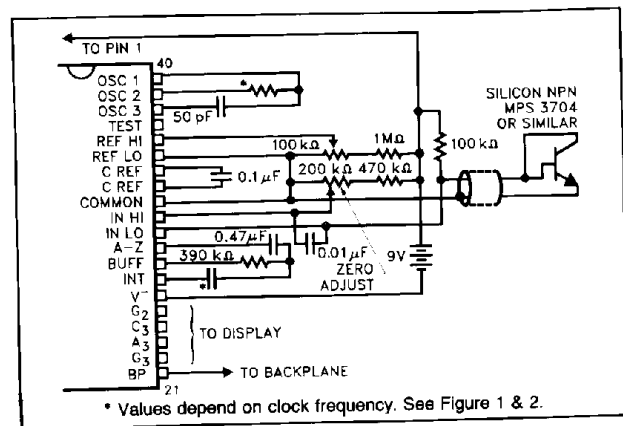 TO PIN 1
40
OSC 1
OSC 2
OSC 3
TEST
REF HI
REF LO
C REF
C REF
COMMON
IN HI
IN LO
A-Z
BUFF
INT
V-
G2
C3
A3
G3
BP
21
*
50 pF
100 kΩ
1MΩ
200 kΩ
470 kΩ
0.1µF
0.47µF
390 kΩ
*
0.01µF
ZERO
ADJUST
9V
100 kΩ
SILICON NPN
MPS 3704
OR SIMILAR
TO DISPLAY
TO BACKPLANE
* Values depend on clock frequency. See Figure 1 & 2.